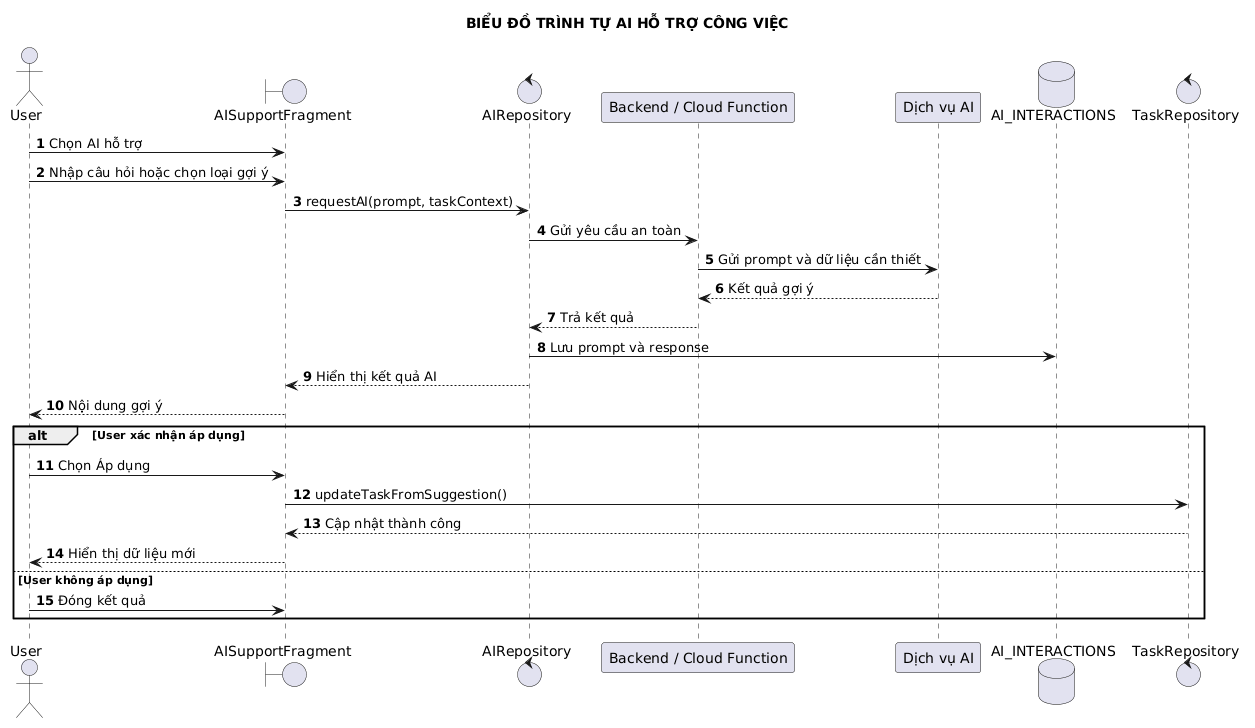 BIỂU ĐỒ TRÌNH TỰ AI HỖ TRỢ CÔNG VIỆC
User AISupportFragment AIRepository Backend / Cloud Function Dịch vụ AI AI_INTERACTIONS TaskRepository
1 Chọn AI hỗ trợ
2 Nhập câu hỏi hoặc chọn loại gợi ý
3 requestAI(prompt, taskContext)
4 Gửi yêu cầu an toàn
5 Gửi prompt và dữ liệu cần thiết
6 Kết quả gợi ý
7 Trả kết quả
8 Lưu prompt và response
9 Hiển thị kết quả AI
10 Nội dung gợi ý
alt [User xác nhận áp dụng]
11 Chọn Áp dụng
12 updateTaskFromSuggestion()
13 Cập nhật thành công
14 Hiển thị dữ liệu mới
[User không áp dụng]
15 Đóng kết quả
User AISupportFragment AIRepository Backend / Cloud Function Dịch vụ AI AI_INTERACTIONS TaskRepository